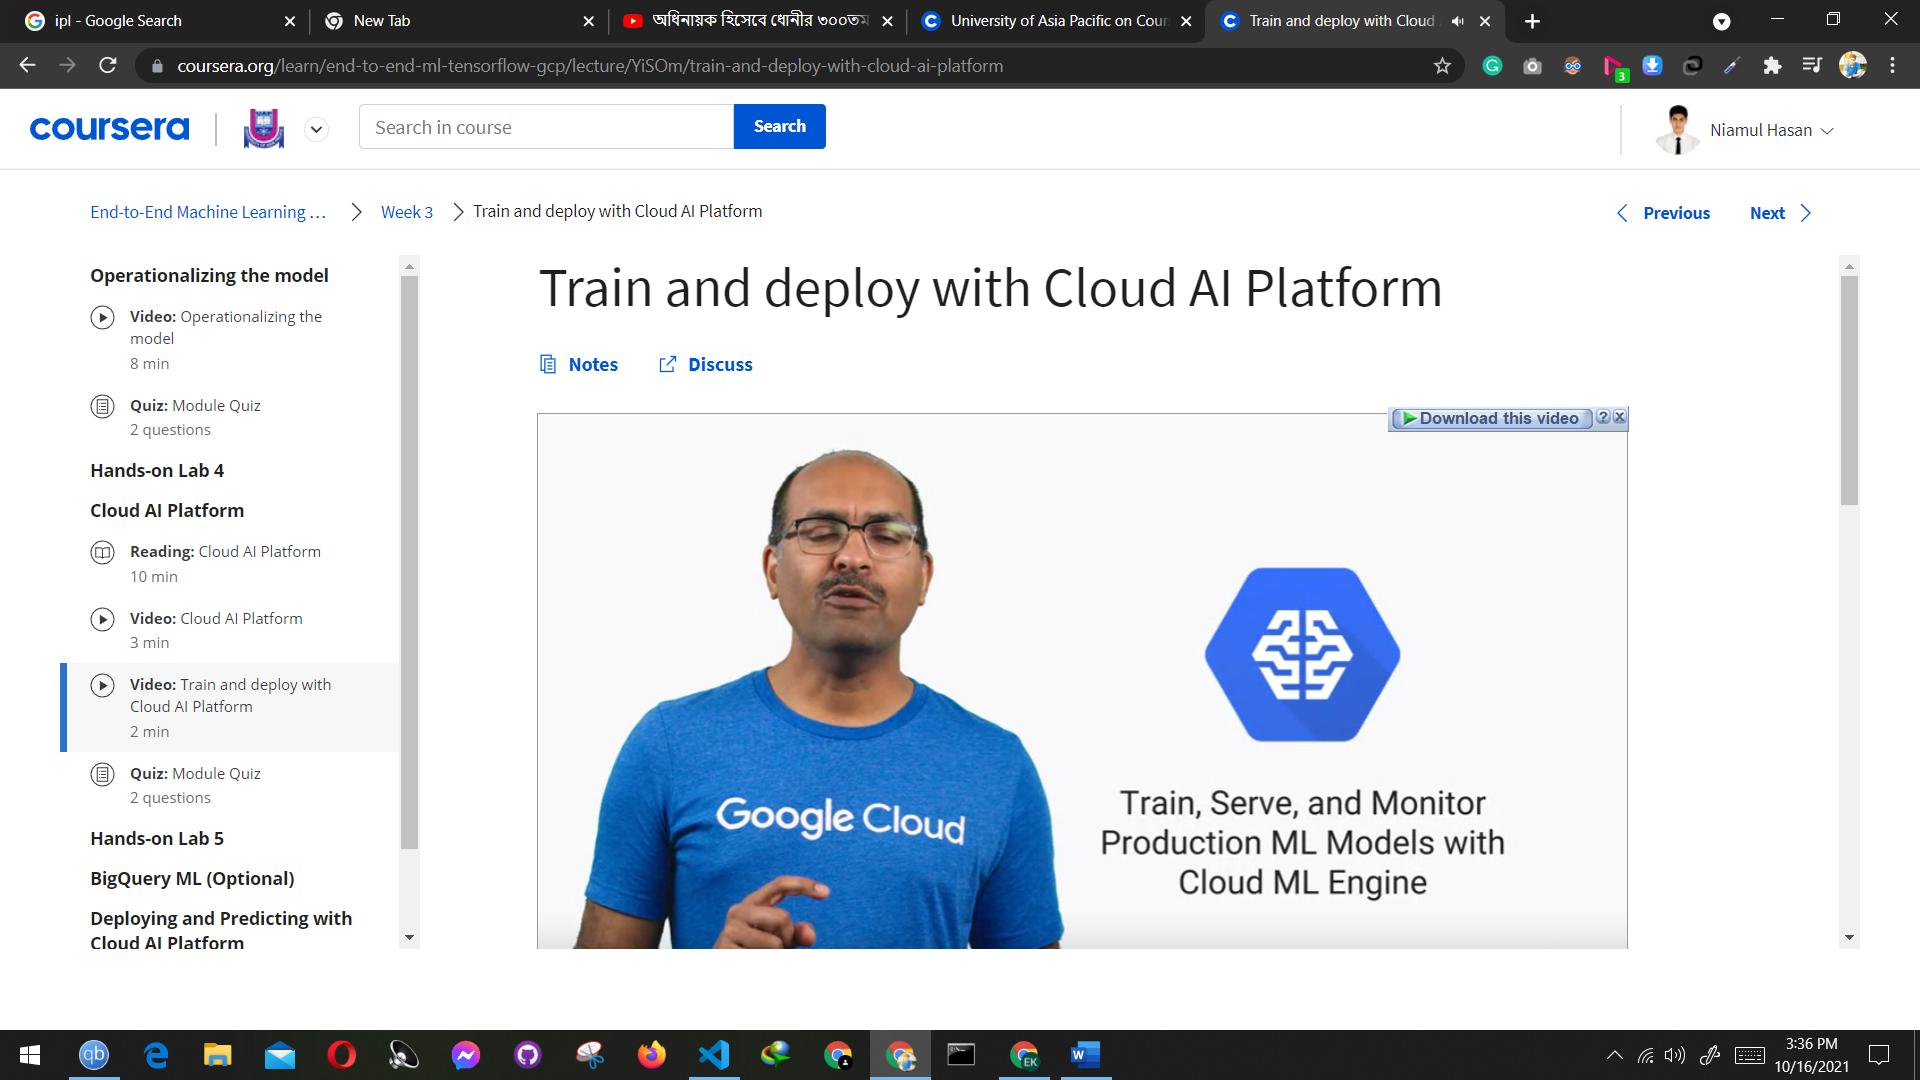 ipl - Google Search
New Tab
অধিনায়ক হিসেবে ধোনীর ৩০০তম
University of Asia Pacific on Cour
Train and deploy with Cloud
coursera.org/learn/end-to-end-ml-tensorflow-gcp/lecture/YiSOm/train-and-deploy-with-cloud-ai-platform
3
coursera
Search in course
Search
Niamul Hasan
End-to-End Machine Learning …
Week 3
Train and deploy with Cloud AI Platform
Previous
Next
Operationalizing the model
Video: Operationalizing the
model
8 min
Quiz: Module Quiz
2 questions
Hands-on Lab 4
Cloud AI Platform
Reading: Cloud AI Platform
10 min
Video: Cloud AI Platform
3 min
Video: Train and deploy with
Cloud AI Platform
2 min
Quiz: Module Quiz
2 questions
Hands-on Lab 5
BigQuery ML (Optional)
Deploying and Predicting with
Cloud AI Platform
Train and deploy with Cloud AI Platform
Notes
Discuss
Download this video
Google Cloud
Train, Serve, and Monitor
Production ML Models with
Cloud ML Engine
qb
EK
W
3:36 PM
10/16/2021